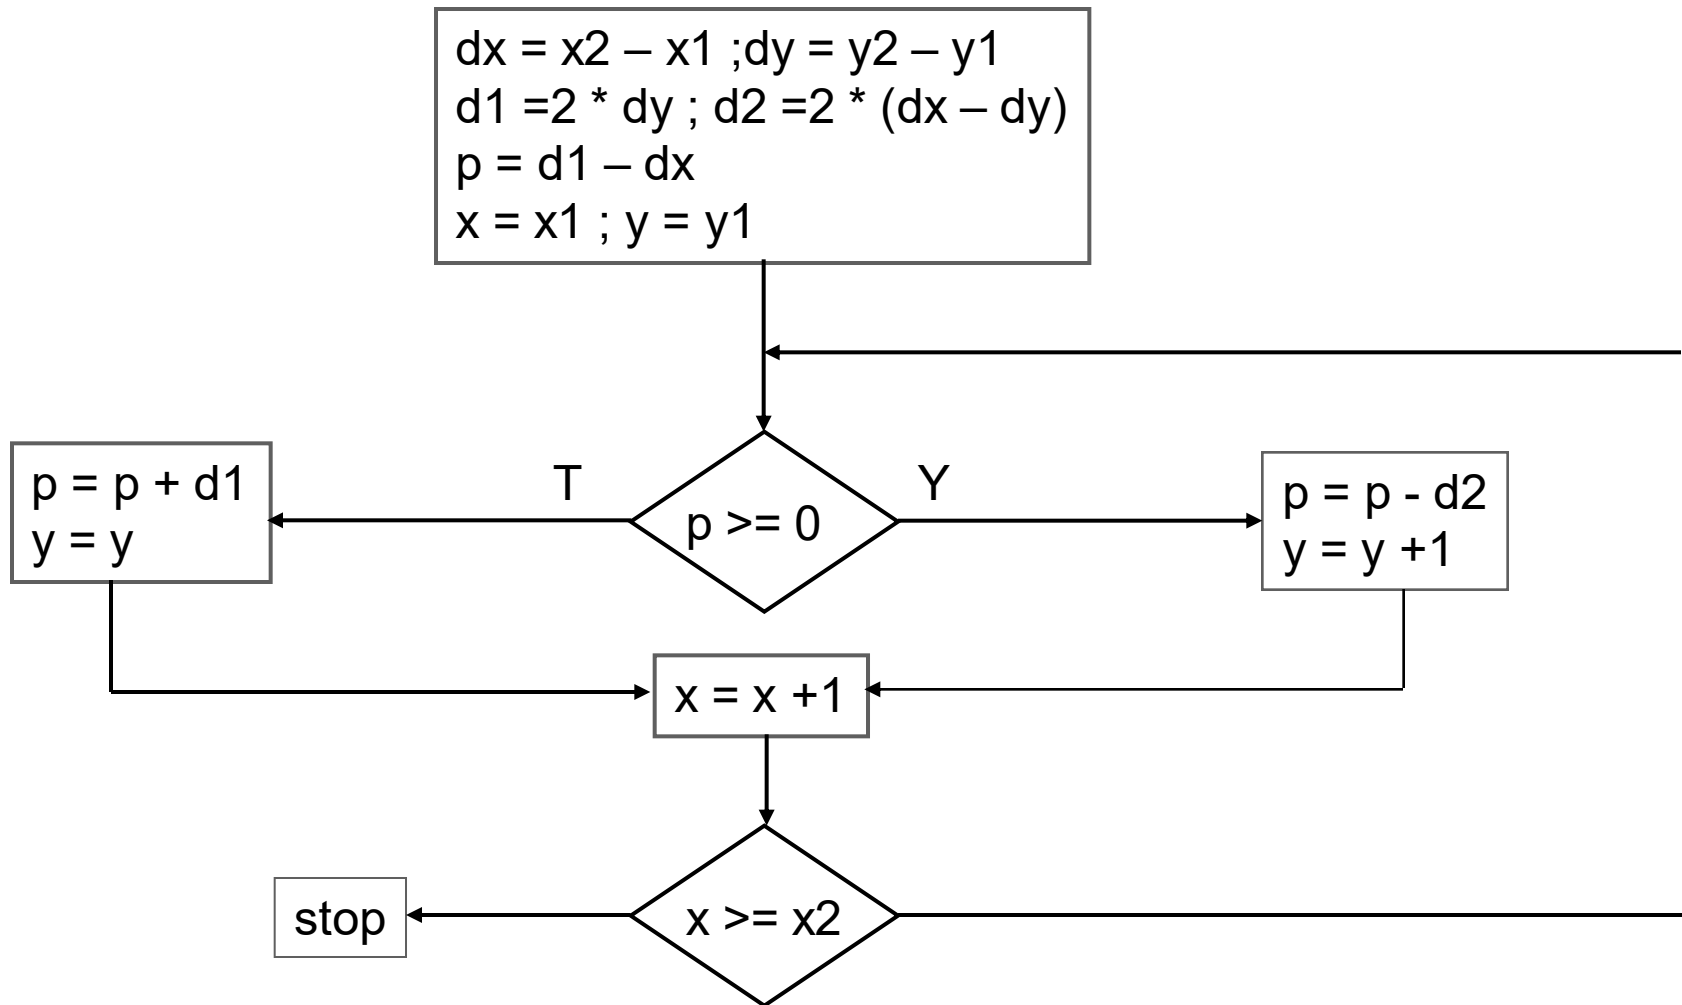 dx = x2 – x1 ;dy = y2 – y1
d1 =2 * dy ; d2 =2 * (dx – dy)
p = d1 – dx
x = x1 ; y = y1
p = p + d1
y = y
T
p >= 0
Y
p = p - d2
y = y +1
x = x +1
stop
x >= x2